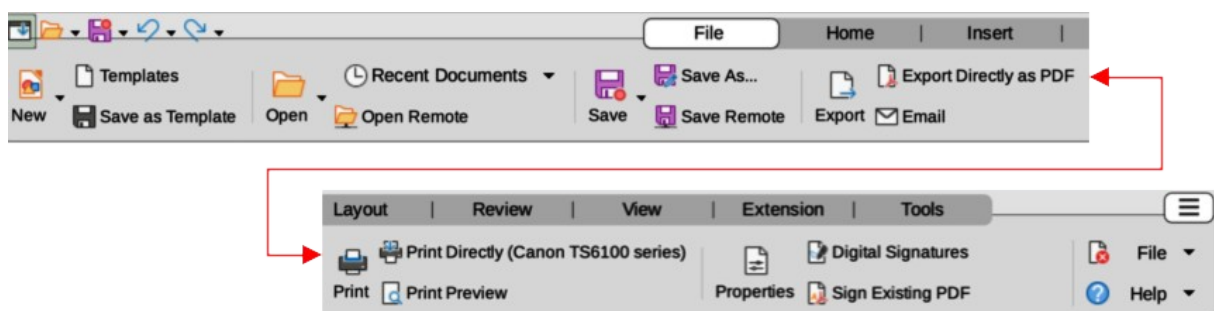 File Home | Insert |
Templates Recent Documents Save As... Export Directly as PDF
New Save as Template Open Open Remote Save Save Remote Export Email
Layout | Review | View | Extension | Tools
Print Directly (Canon TS6100 series) Digital Signatures File
Print Print Preview Properties Sign Existing PDF Help